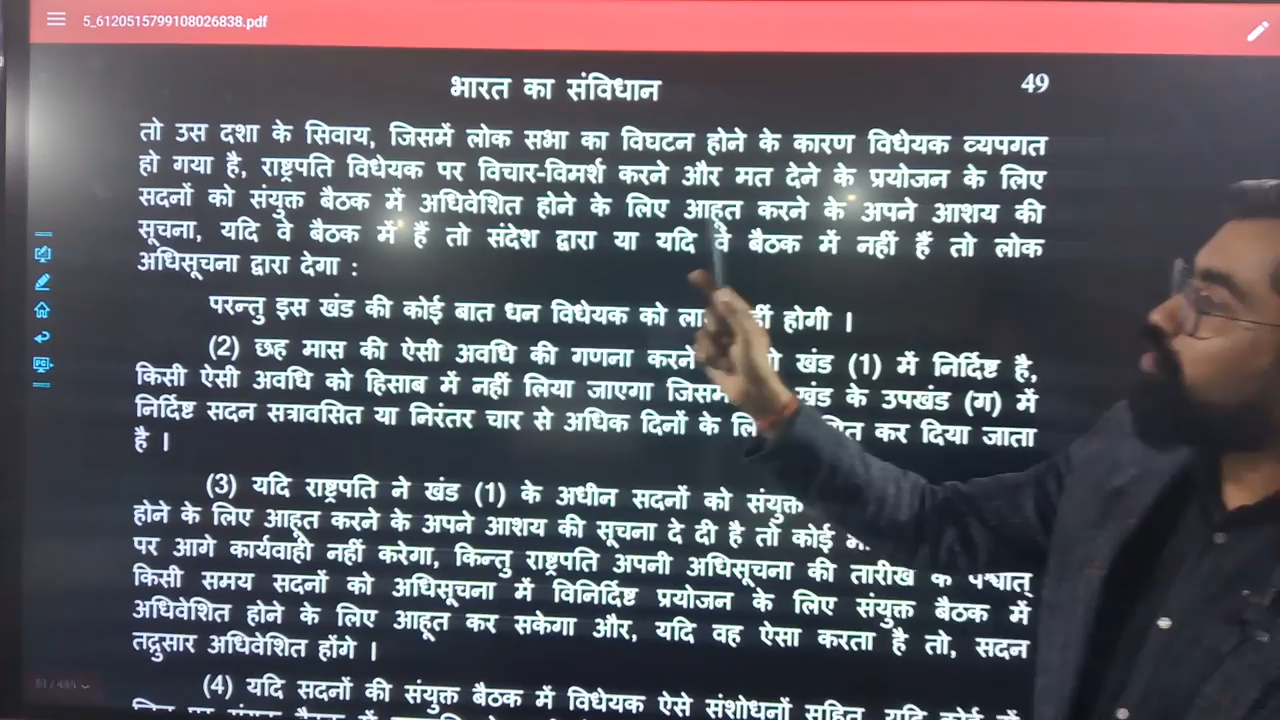 5_6120515799108026838.pdf
भारत का संविधान 49
तो उस दशा के सिवाय, जिसमें लोक सभा का विघटन होने के कारण विधेयक व्यपगत
हो गया है, राष्ट्रपति विधेयक पर विचार-विमर्श करने और मत देने के प्रयोजन के लिए
सदनों को संयुक्त बैठक में अधिवेशित होने के लिए आहूत करने के अपने आशय की
सूचना, यदि वे बैठक में हैं तो संदेश द्वारा या यदि वे बैठक में नहीं हैं तो लोक
अधिसूचना द्वारा देगा :
परन्तु इस खंड की कोई बात धन विधेयक को होगी ।
(2) छह मास की ऐसी अवधि की गणना करने खंड (1) में निर्दिष्ट है,
किसी ऐसी अवधि को हिसाब में नहीं लिया जाएगा खंड के उपखंड (ग) में
निर्दिष्ट सदन सत्रावसित या निरंतर चार से अधिक दिनों के कर दिया जाता
है ।
(3) यदि राष्ट्रपति ने खंड (1) के अधीन सदनों को संयुक्त
होने के लिए आहूत करने के अपने आशय की सूचना दे दी है तो कोई
पर आगे कार्यवाही नहीं करेगा, किन्तु राष्ट्रपति अपनी अधिसूचना की तारीख के पश्चात्
किसी समय सदनों को अधिसूचना में विनिर्दिष्ट प्रयोजन के लिए संयुक्त बैठक में
अधिवेशित होने के लिए आहूत कर सकेगा और, यदि वह ऐसा करता है तो, सदन
तद्नुसार अधिवेशित होंगे ।
(4) यदि सदनों की संयुक्त बैठक में विधेयक ऐसे संशोधनों सहित, यदि कोई